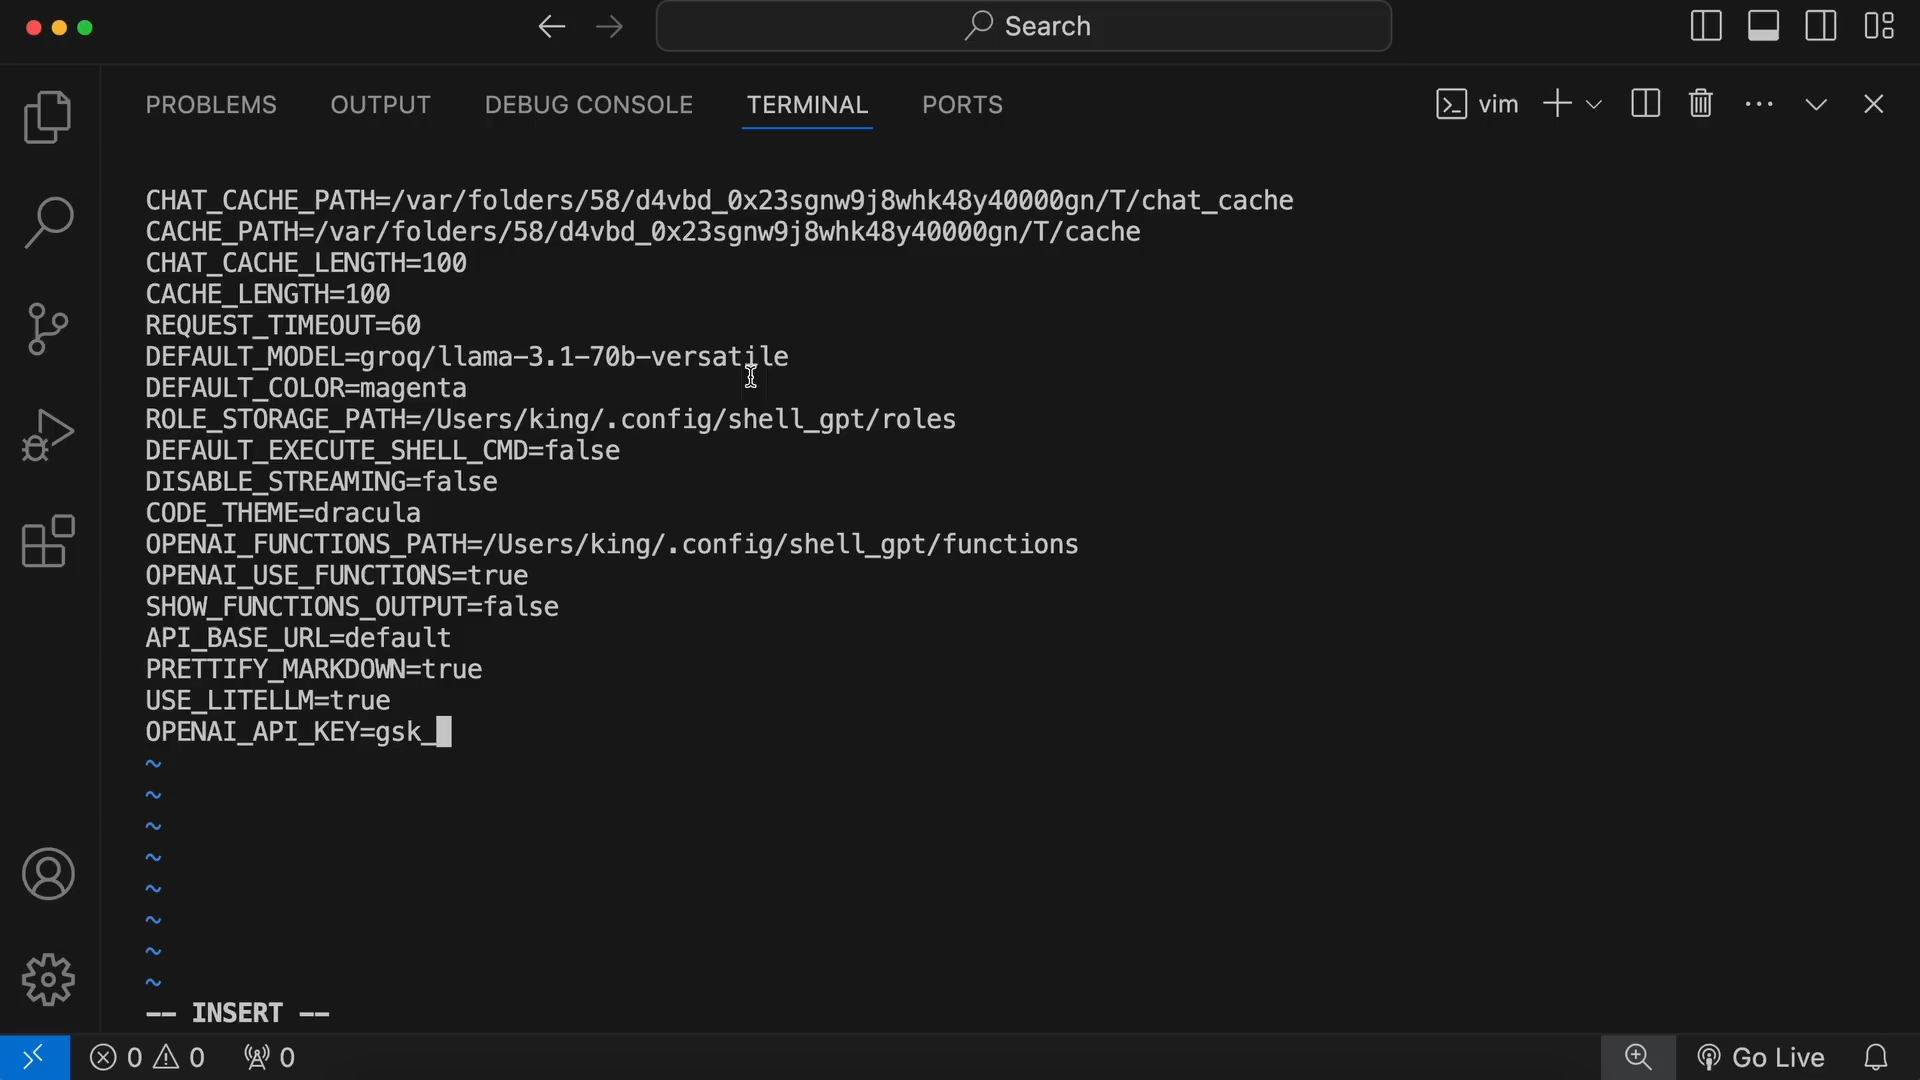 Search
PROBLEMS OUTPUT DEBUG CONSOLE TERMINAL PORTS vim
CHAT_CACHE_PATH=/var/folders/58/d4vbd_0x23sgnw9j8whk48y40000gn/T/chat_cache
CACHE_PATH=/var/folders/58/d4vbd_0x23sgnw9j8whk48y40000gn/T/cache
CHAT_CACHE_LENGTH=100
CACHE_LENGTH=100
REQUEST_TIMEOUT=60
DEFAULT_MODEL=groq/llama-3.1-70b-versatile
DEFAULT_COLOR=magenta
ROLE_STORAGE_PATH=/Users/king/.config/shell_gpt/roles
DEFAULT_EXECUTE_SHELL_CMD=false
DISABLE_STREAMING=false
CODE_THEME=dracula
OPENAI_FUNCTIONS_PATH=/Users/king/.config/shell_gpt/functions
OPENAI_USE_FUNCTIONS=true
SHOW_FUNCTIONS_OUTPUT=false
API_BASE_URL=default
PRETTIFY_MARKDOWN=true
USE_LITELLM=true
OPENAI_API_KEY=gsk_
~
~
~
~
~
~
~
~
-- INSERT --
0 0 0 Go Live